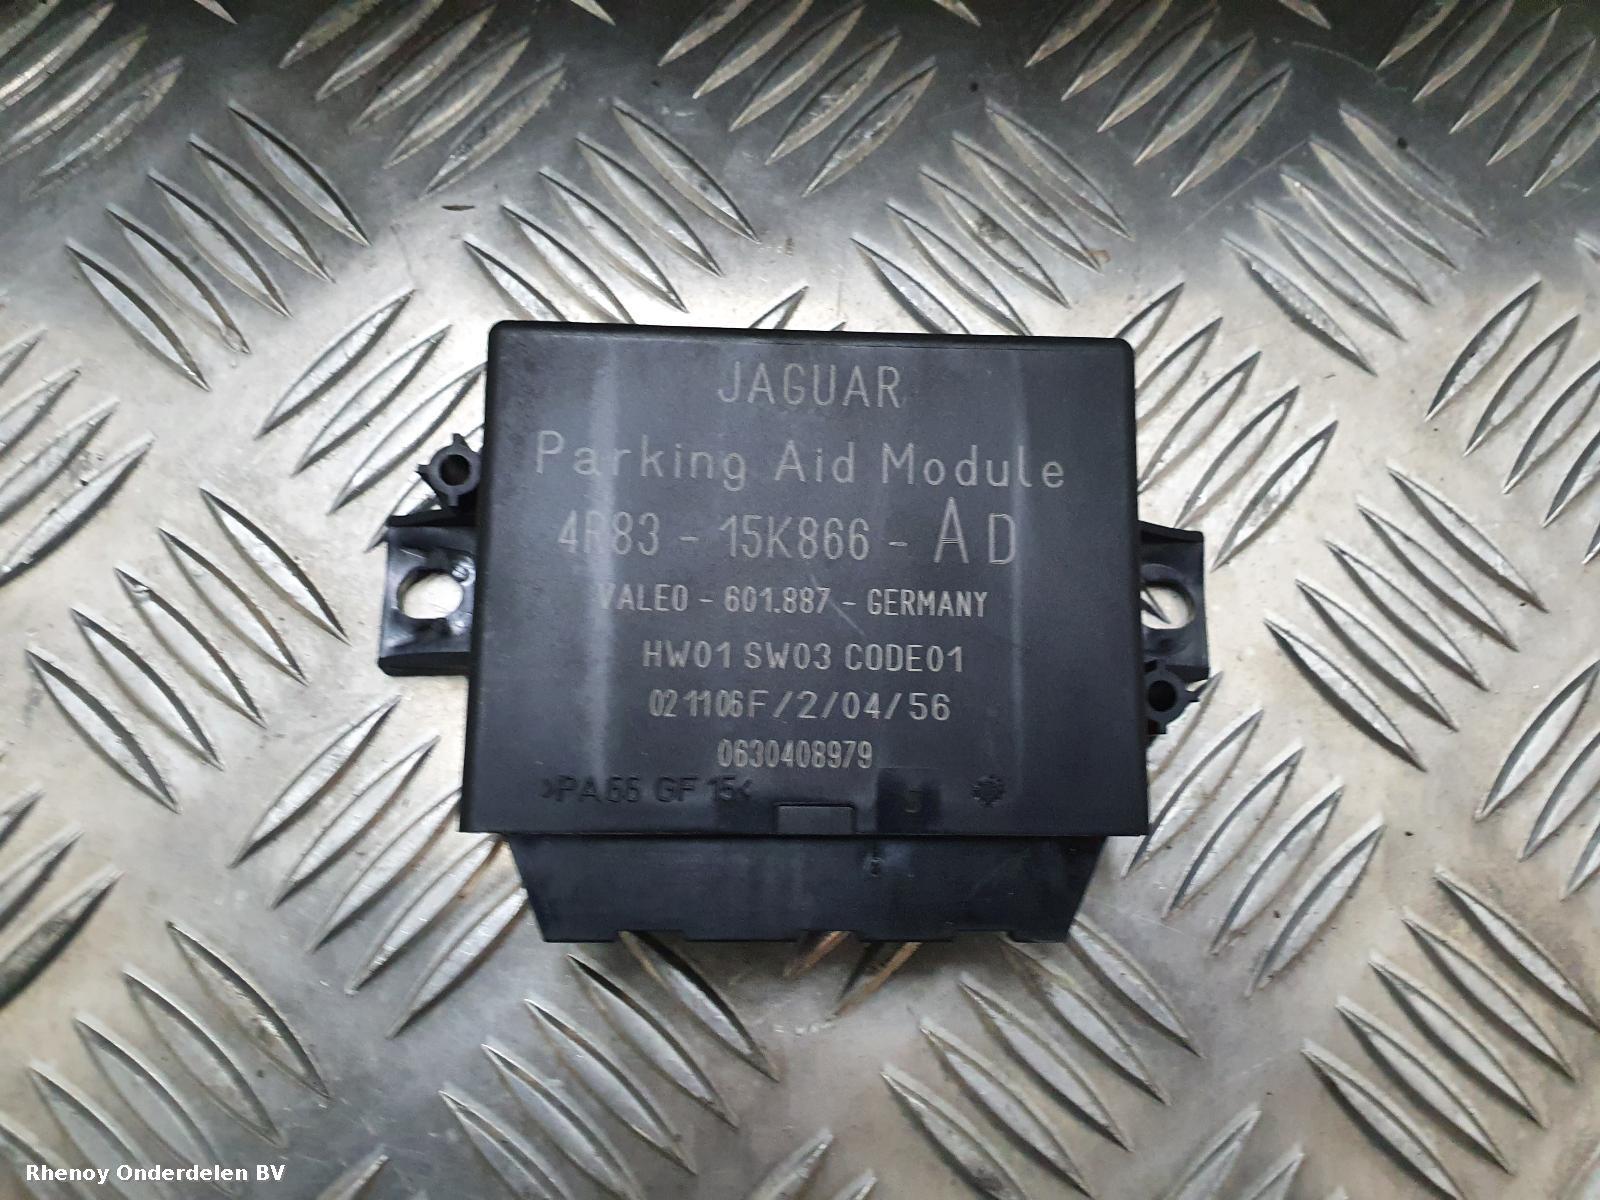 JAGUAR
Parking Aid Module
4R83 - 15K866 - AD
VALEO - 601.887 - GERMANY
HW01 SW03 CODE01
021106F/2/04/56
0630408979
>PA66 GF 15<
Rhenoy Onderdelen BV